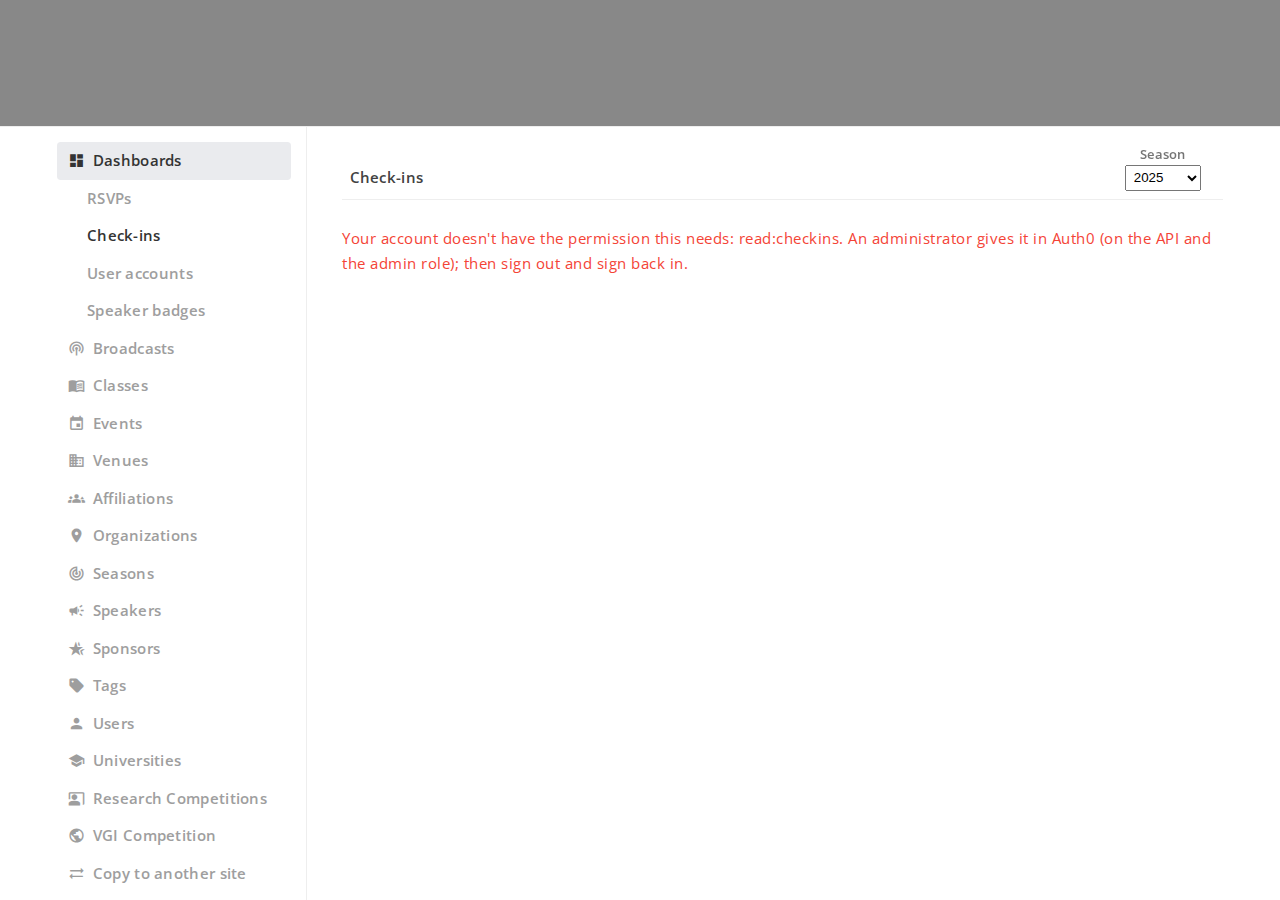 Dashboards
RSVPs
Check-ins
User accounts
Speaker badges
Broadcasts
Classes
Events
Venues
Affiliations
Organizations
Seasons
Speakers
Sponsors
Tags
Users
Universities
Research Competitions
VGI Competition
Copy to another site
Check-ins
Season
2025
Your account doesn't have the permission this needs: read:checkins. An administrator gives it in Auth0 (on the API and
the admin role); then sign out and sign back in.